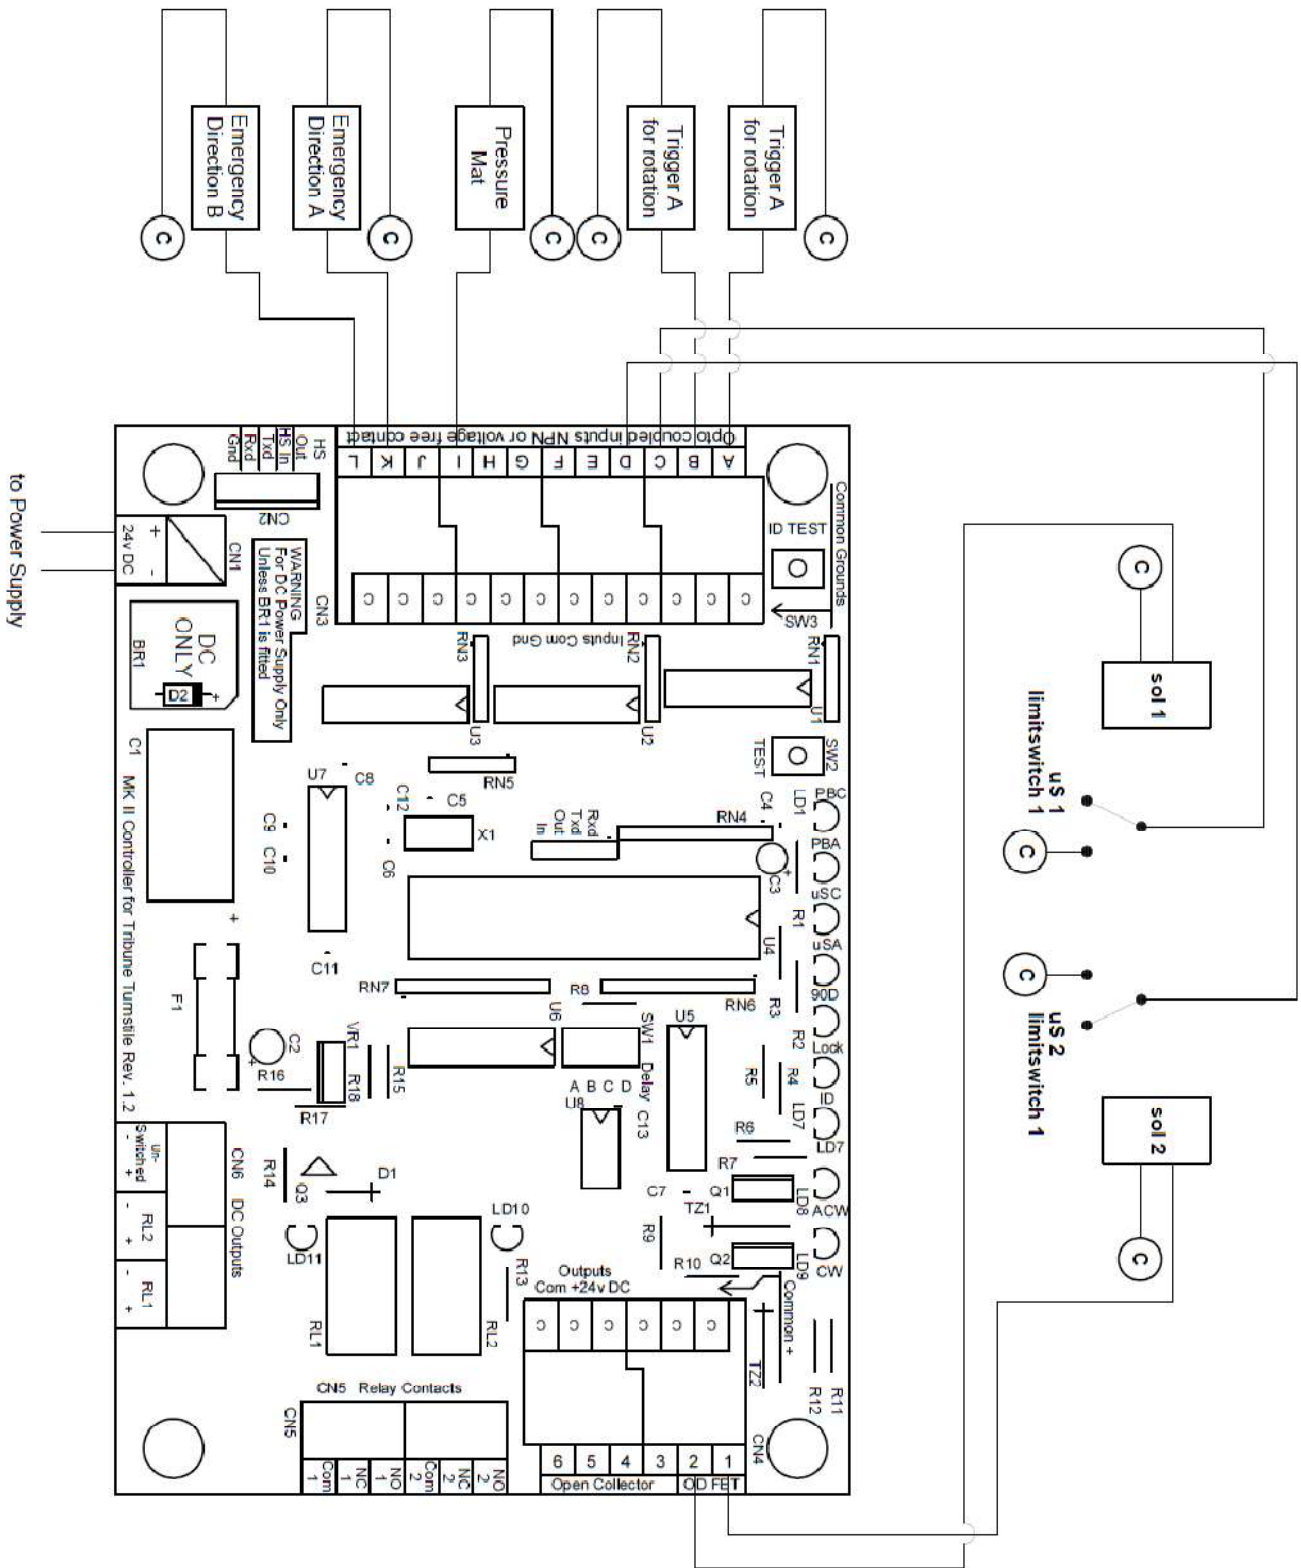 Emergency
Direction B
Emergency
Direction A
Pressure
Mat
Trigger A
for rotation
Trigger A
for rotation
C
C
C
C
C
Opto coupled inputs NPN or voltage free contact
L
K
J
I
H
G
F
E
D
C
B
A
HS
Out
HS In
Txd
Rxd
Gnd
CN2
to Power Supply
24v DC
+
-
CN1
WARNING
For DC Power Supply Only
Unless BR1 is fitted
CN3
C
C
C
C
C
C
C
C
C
C
C
C
Inputs Com Gnd
Common Grounds
ID TEST
SW3
DC
ONLY
BR1
D2
+
RN3
RN2
RN1
U3
U2
U1
TEST
SW2
C1
+
MK II Controller for Tribune Turnstile Rev. 1.2
U7
C8
RN5
C12
C5
X1
C6
C9
C10
C11
In
Out
Txd
Rxd
RN4
C4
LD1
PBC
PBA
C3
+
uSC
R1
uSA
U4
90D
R3
R2
Lock
R4
R5
ID
LD7
LD7
RN7
R8
RN6
U6
SW1
Delay
A B C D
U5
U8
C13
F1
C2
+
VR1
R16
R18
R15
R17
R14
Q3
D1
R6
R7
C7
Q1
LD8
ACW
TZ1
R9
R10
Q2
LD9
CW
LD10
LD11
R13
RL1
RL2
Outputs
Com +24v DC
C
C
C
C
C
C
Common +
TZ2
R12
R11
CN4
CN6 DC Outputs
Un-
Switched
- +
RL2
- +
RL1
- +
CN5 Relay Contacts
CN5
Com
1
NC
1
NO
1
Com
2
NC
2
NO
2
6
5
4
3
2
1
Open Collector
OD FET
C
sol 1
uS 1
limitswitch 1
C
C
uS 2
limitswitch 1
sol 2
C